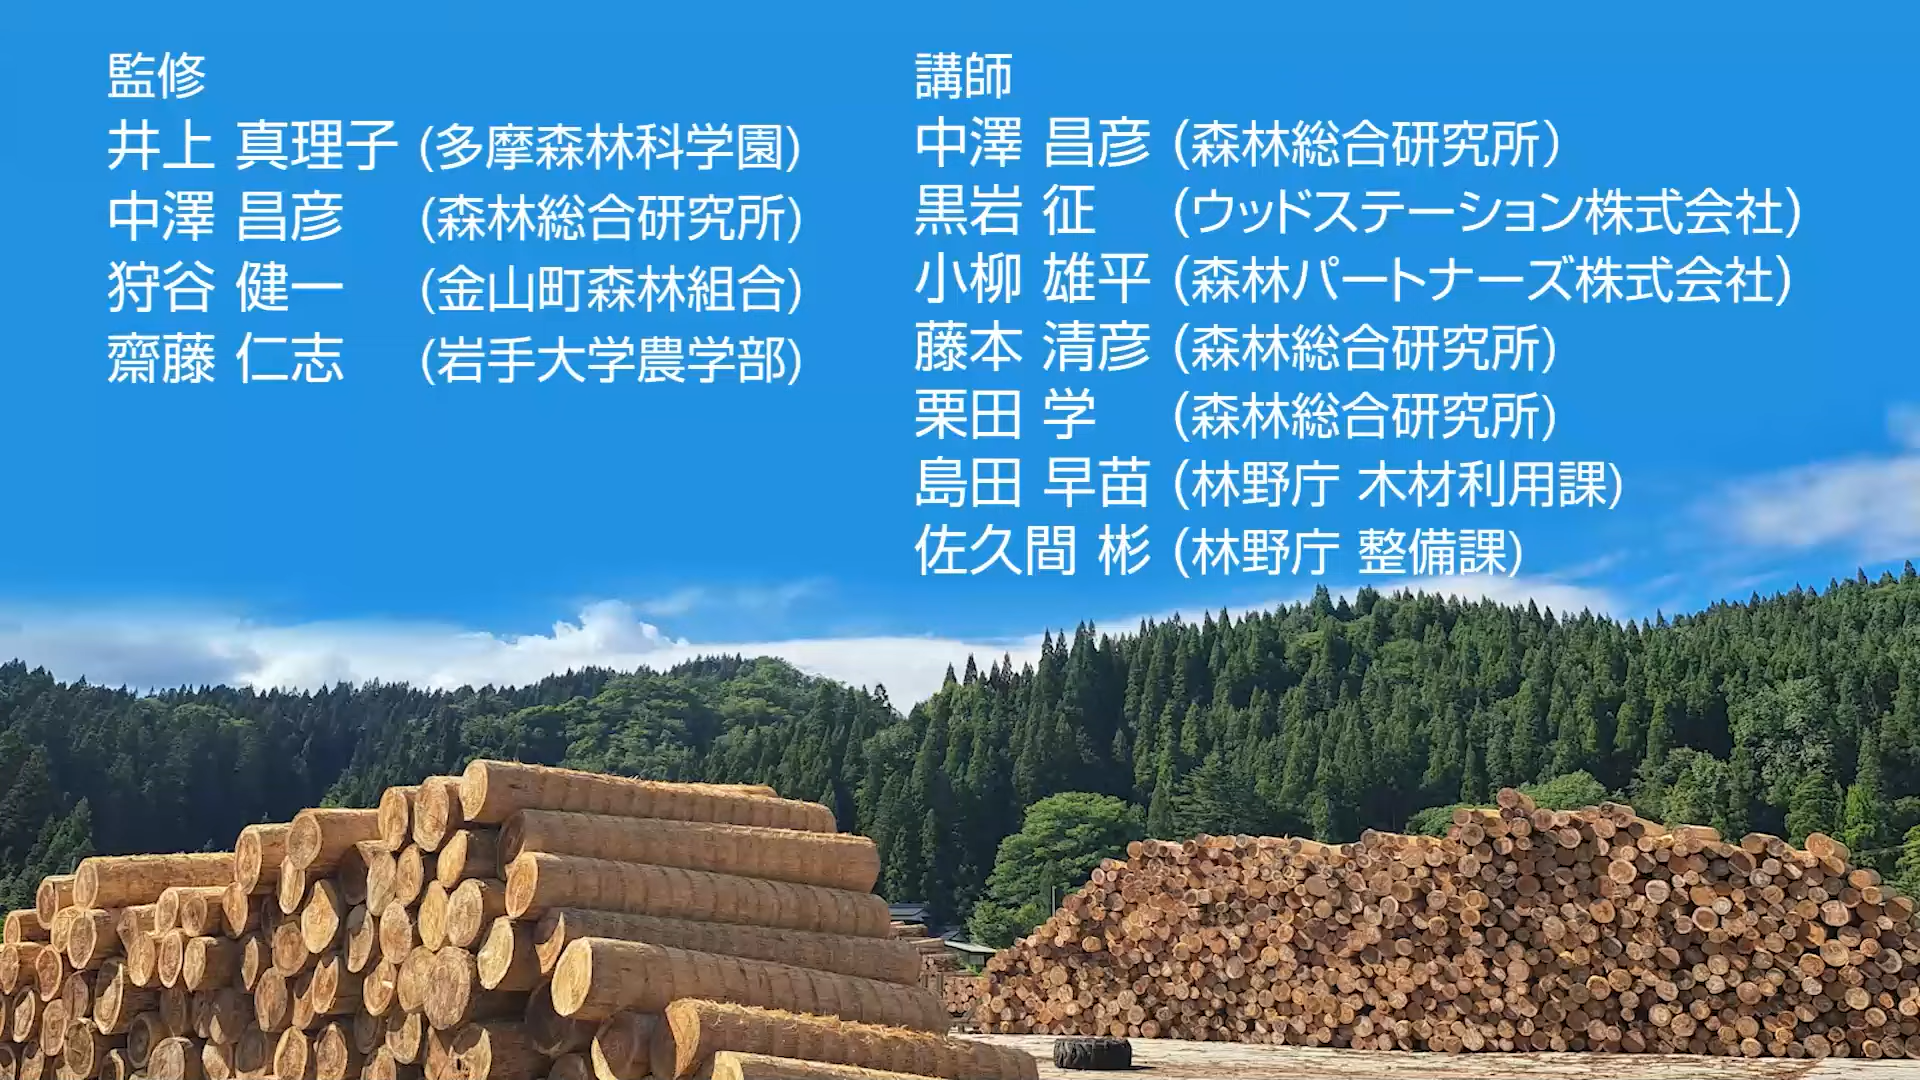 監修
井上 真理子 (多摩森林科学園)
中澤 昌彦 (森林総合研究所)
狩谷 健一 (金山町森林組合)
齋藤 仁志 (岩手大学農学部)
講師
中澤 昌彦 (森林総合研究所)
黒岩 征 (ウッドステーション株式会社)
小柳 雄平 (森林パートナーズ株式会社)
藤本 清彦 (森林総合研究所)
栗田 学 (森林総合研究所)
島田 早苗 (林野庁 木材利用課)
佐久間 彬 (林野庁 整備課)